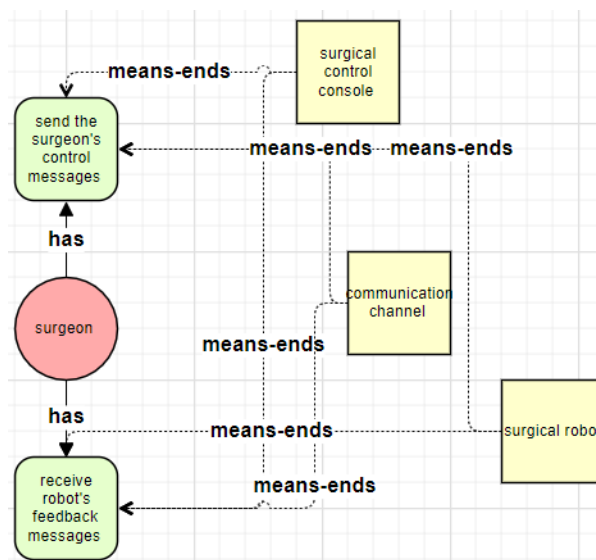 surgical
control
console
means-ends
send the
surgeon's
control
messages
means-ends
means-ends
has
communication
channel
surgeon
means-ends
has
means-ends
surgical robo
means-ends
receive
robot's
feedback
messages